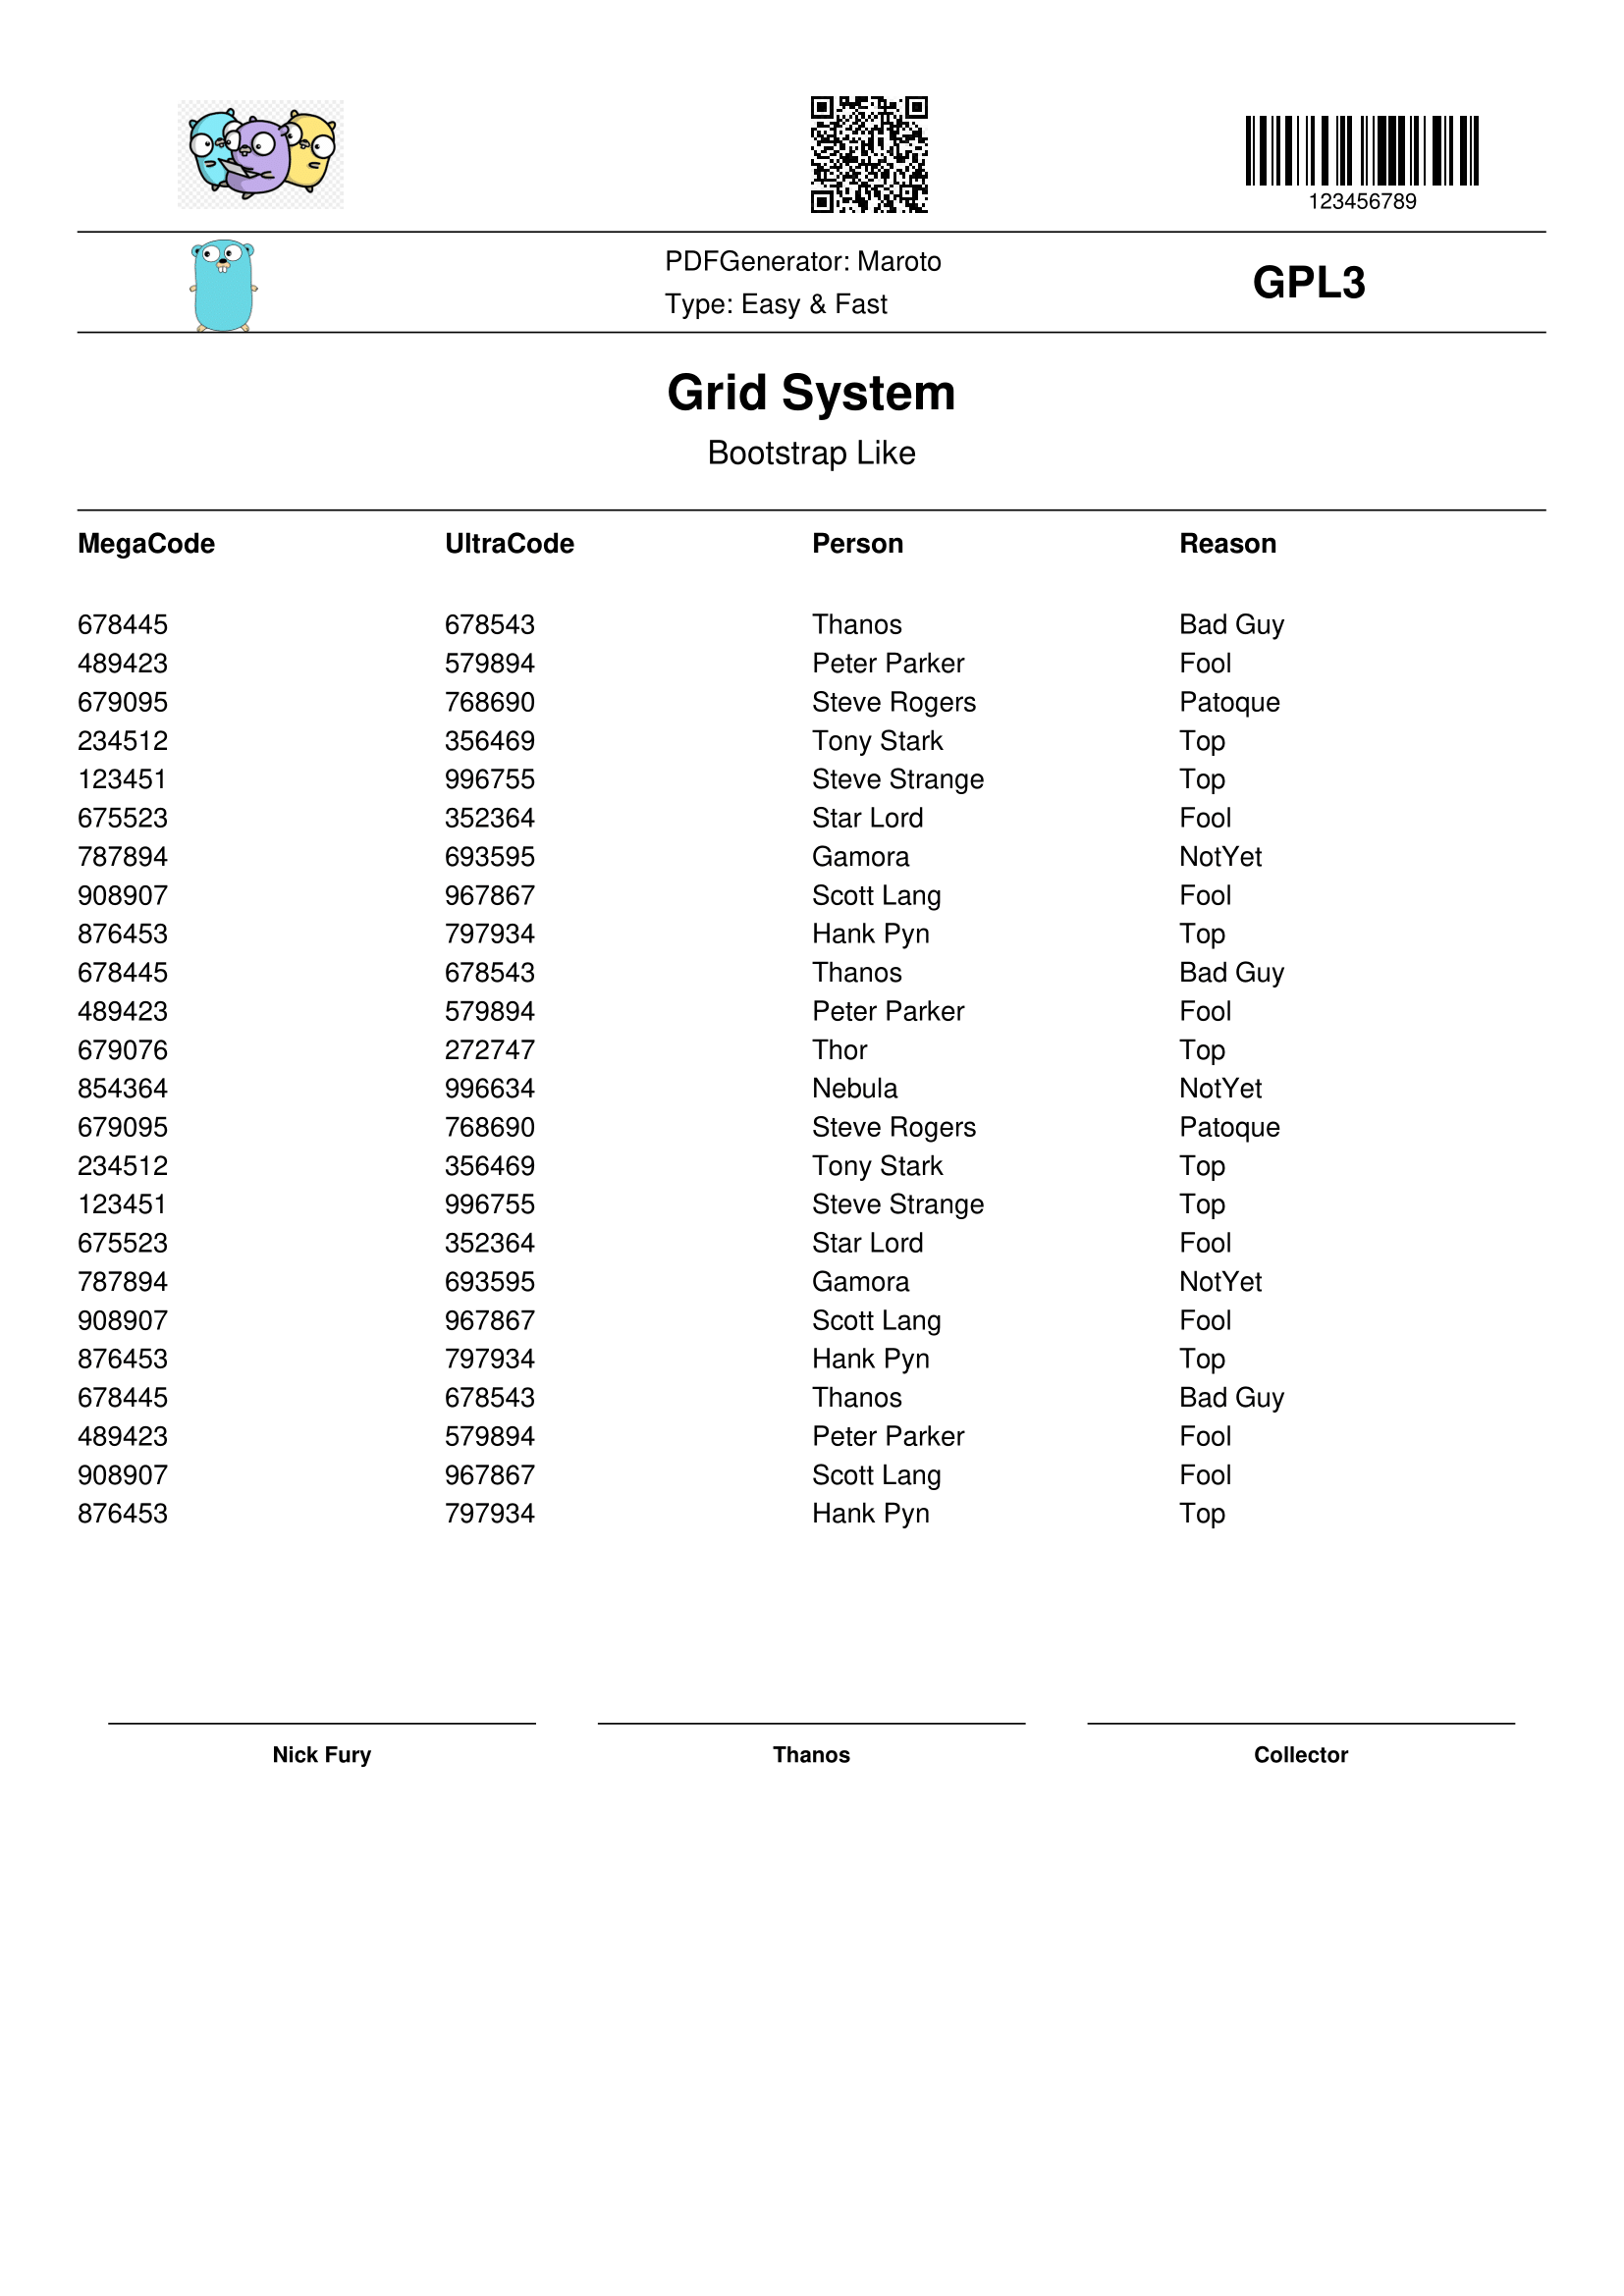 123456789
PDFGenerator: Maroto
Type: Easy & Fast
GPL3
Grid System
Bootstrap Like
MegaCode UltraCode Person Reason
678445 678543 Thanos Bad Guy
489423 579894 Peter Parker Fool
679095 768690 Steve Rogers Patoque
234512 356469 Tony Stark Top
123451 996755 Steve Strange Top
675523 352364 Star Lord Fool
787894 693595 Gamora NotYet
908907 967867 Scott Lang Fool
876453 797934 Hank Pyn Top
678445 678543 Thanos Bad Guy
489423 579894 Peter Parker Fool
679076 272747 Thor Top
854364 996634 Nebula NotYet
679095 768690 Steve Rogers Patoque
234512 356469 Tony Stark Top
123451 996755 Steve Strange Top
675523 352364 Star Lord Fool
787894 693595 Gamora NotYet
908907 967867 Scott Lang Fool
876453 797934 Hank Pyn Top
678445 678543 Thanos Bad Guy
489423 579894 Peter Parker Fool
908907 967867 Scott Lang Fool
876453 797934 Hank Pyn Top
Nick Fury Thanos Collector